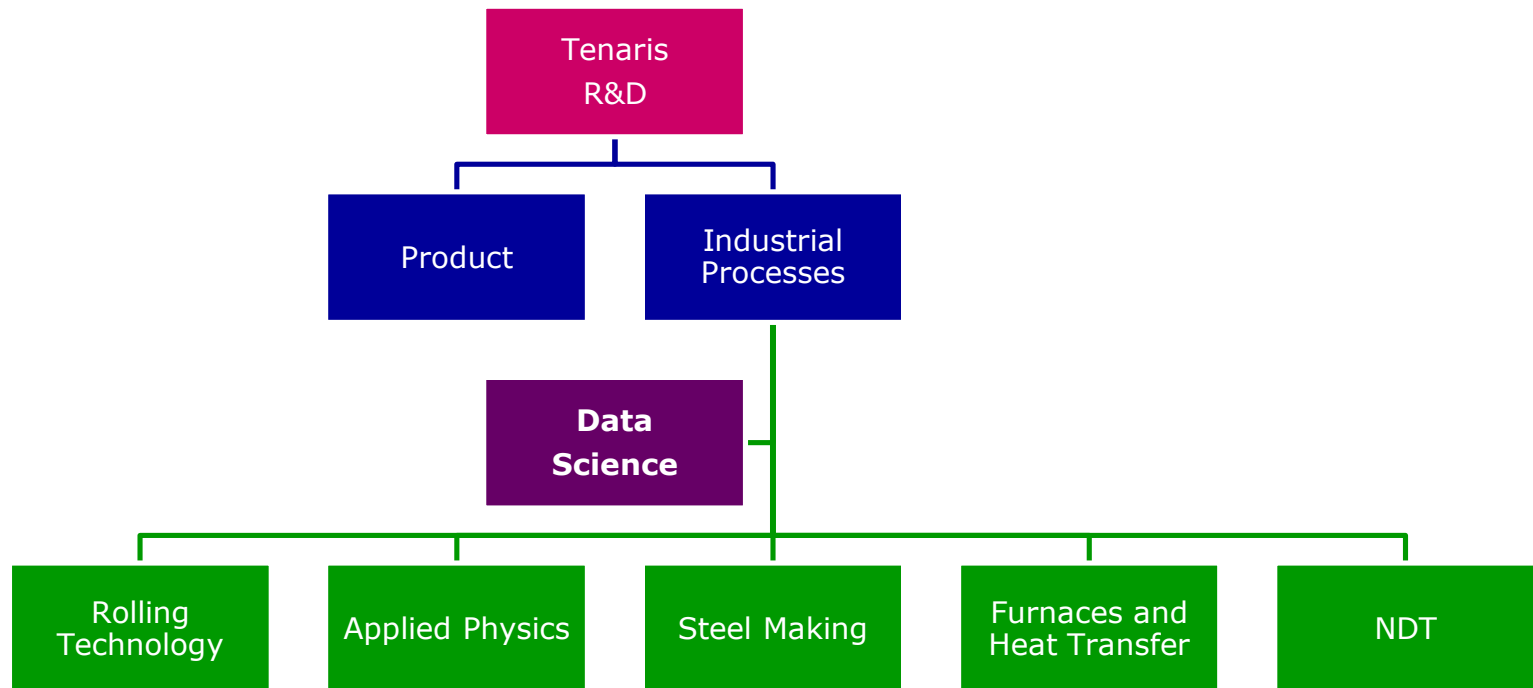 Tenaris
R&D
Product
Industrial
Processes
Data
Science
Rolling
Technology
Applied Physics
Steel Making
Furnaces and
Heat Transfer
NDT